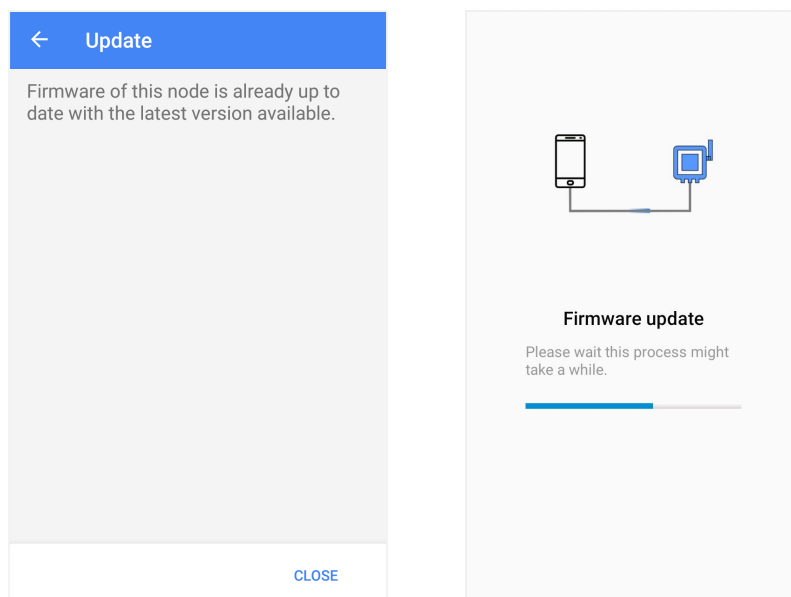 Update
Firmware of this node is already up to
date with the latest version available.
CLOSE
Firmware update
Please wait this process might
take a while.